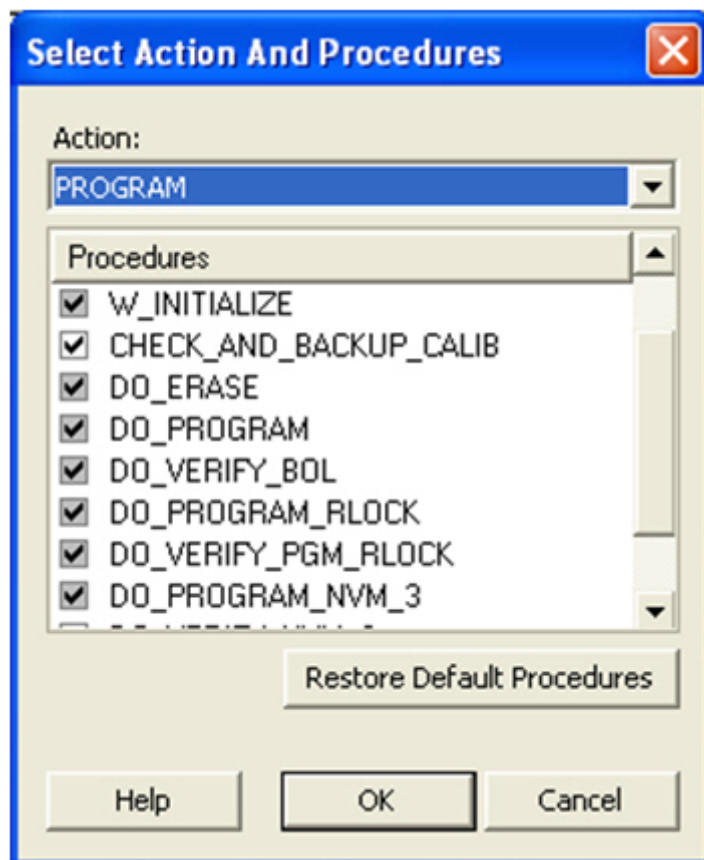 Select Action And Procedures
Action:
PROGRAM
Procedures
W_INITIALIZE
CHECK_AND_BACKUP_CALIB
DO_ERASE
DO_PROGRAM
DO_VERIFY_BOL
DO_PROGRAM_RLOCK
DO_VERIFY_PGM_RLOCK
DO_PROGRAM_NVM_3
Restore Default Procedures
Help OK Cancel